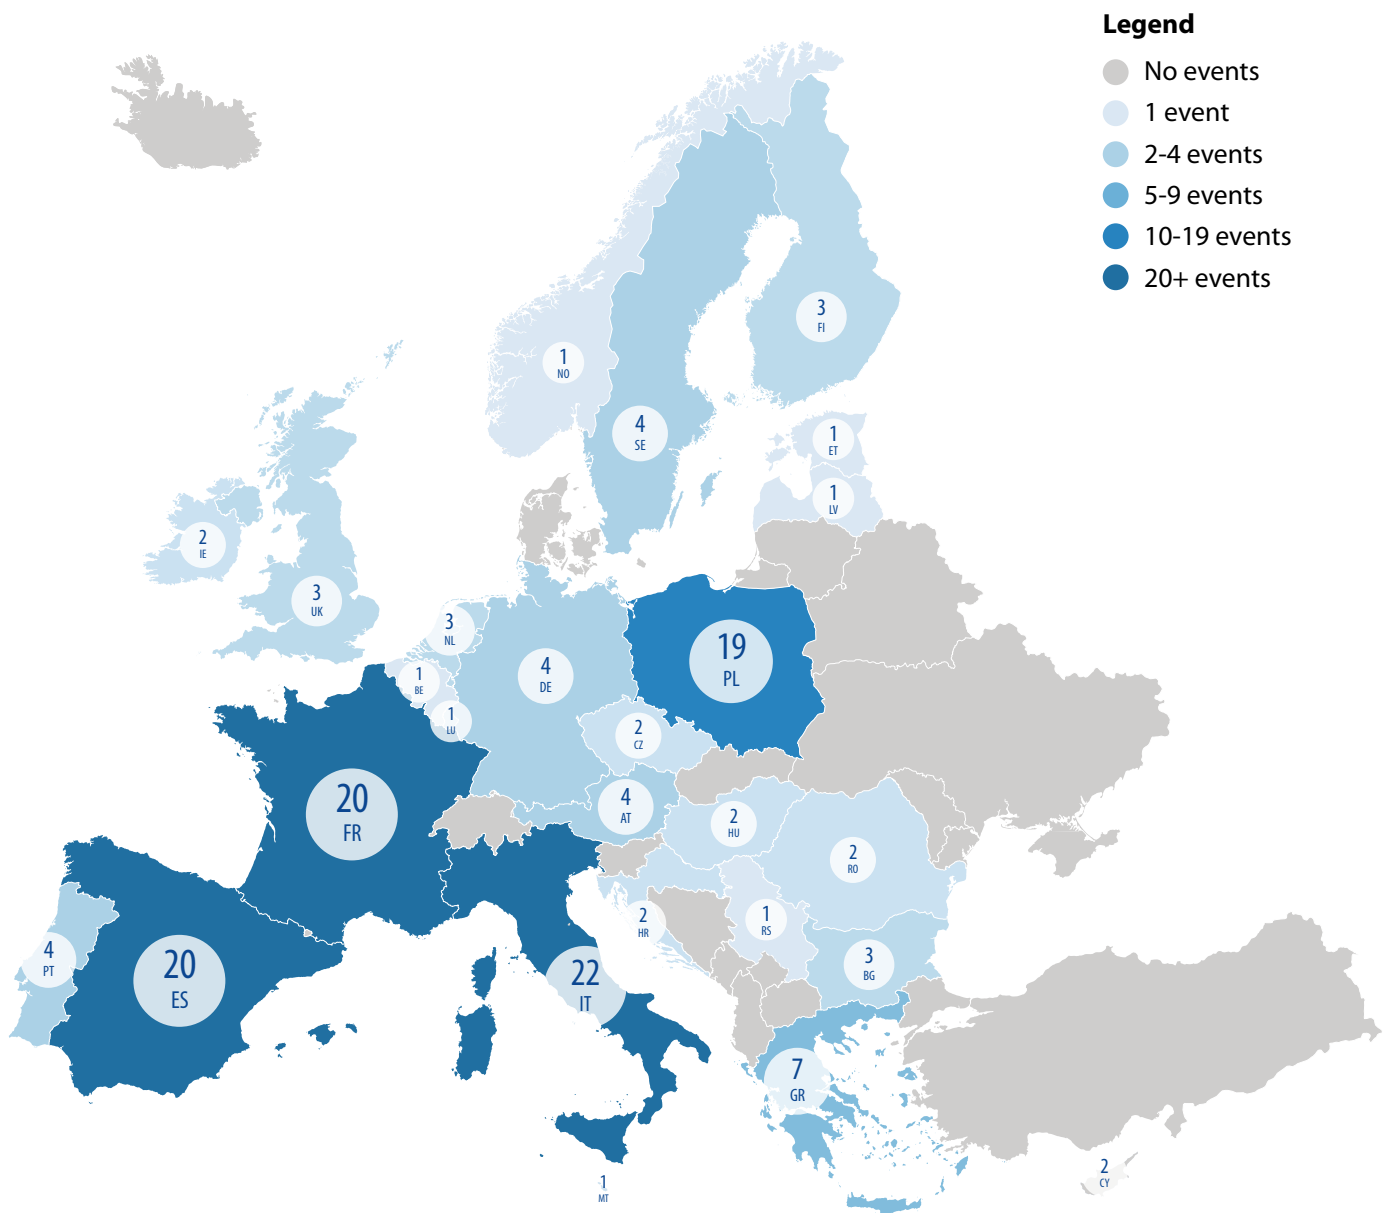 Legend
No events
1 event
2-4 events
5-9 events
10-19 events
20+ events
3
FI
1
NO
4
SE
1
ET
1
LV
2
IE
3
UK
3
NL
19
PL
4
DE
1
BE
1
LU
2
CZ
20
FR
4
AT
2
HU
2
RO
2
HR
1
RS
4
PT
20
ES
22
IT
3
BG
7
GR
1
MT
2
CY